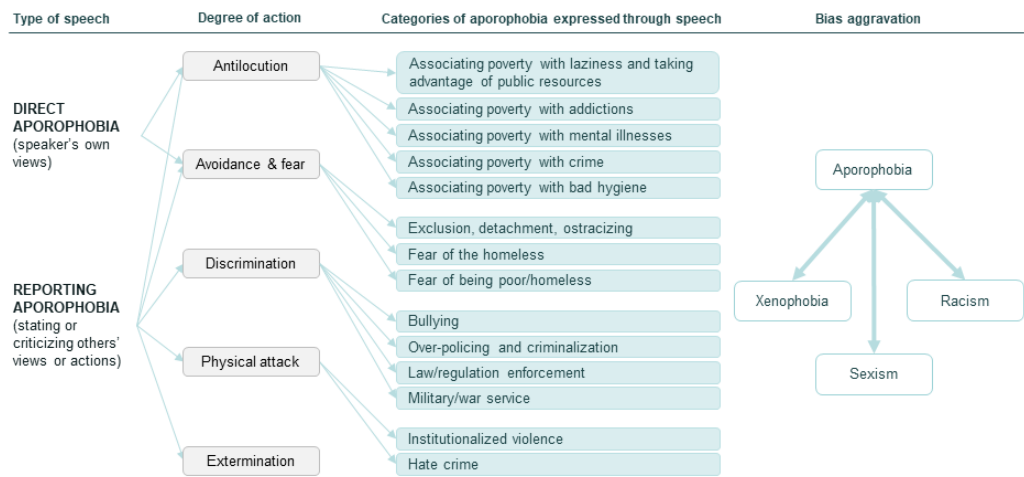 Type of speech
Degree of action
Categories of aporophobia expressed through speech
Bias aggravation
DIRECT
APOROPHOBIA
(speaker's own
views)
REPORTING
APOROPHOBIA
(stating or
criticizing others'
views or actions)
Antilocution
Avoidance & fear
Discrimination
Physical attack
Extermination
Associating poverty with laziness and taking
advantage of public resources
Associating poverty with addictions
Associating poverty with mental illnesses
Associating poverty with crime
Associating poverty with bad hygiene
Exclusion, detachment, ostracizing
Fear of the homeless
Fear of being poor/homeless
Bullying
Over-policing and criminalization
Law/regulation enforcement
Military/war service
Institutionalized violence
Hate crime
Aporophobia
Xenophobia
Racism
Sexism